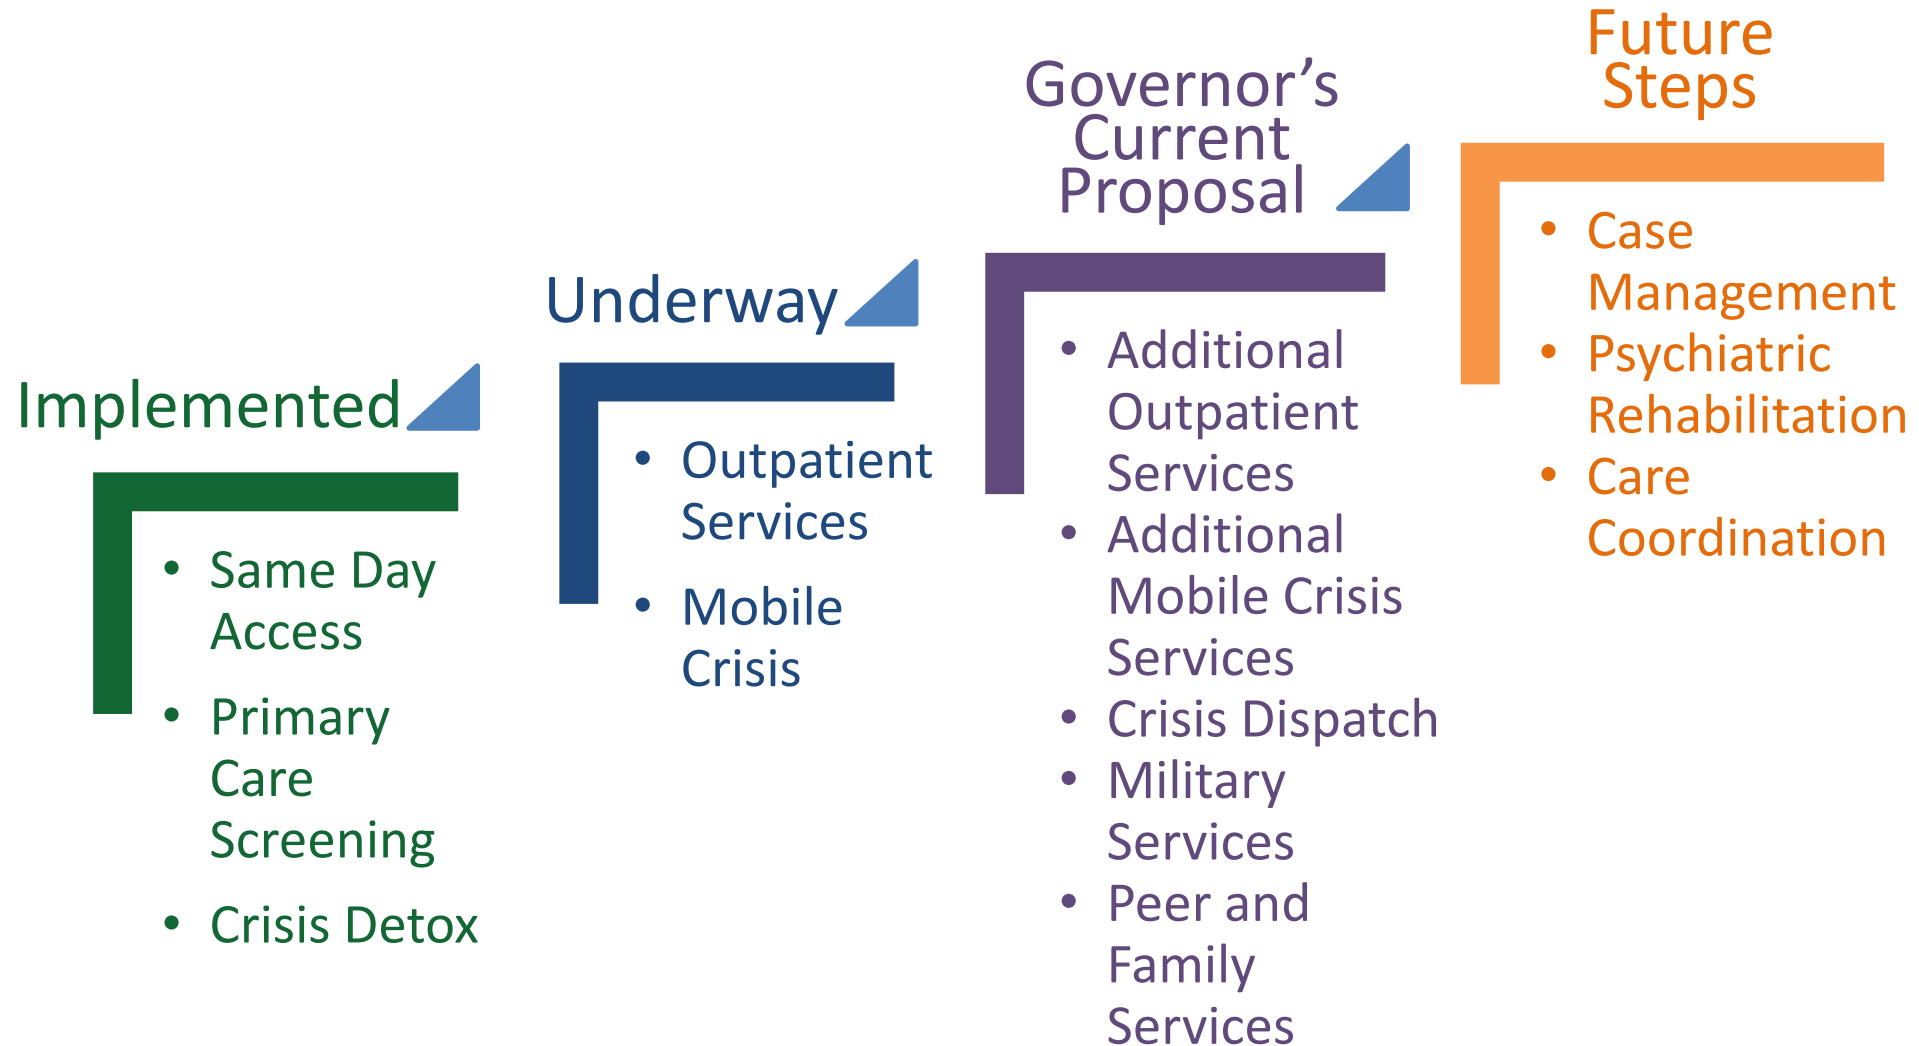 Implemented
• Same Day
Access
• Primary
Care
Screening
• Crisis Detox
Underway
• Outpatient
Services
• Mobile
Crisis
Governor’s
Current
Proposal
• Additional
Outpatient
Services
• Additional
Mobile Crisis
Services
• Crisis Dispatch
• Military
Services
• Peer and
Family
Services
Future
Steps
• Case
Management
• Psychiatric
Rehabilitation
• Care
Coordination